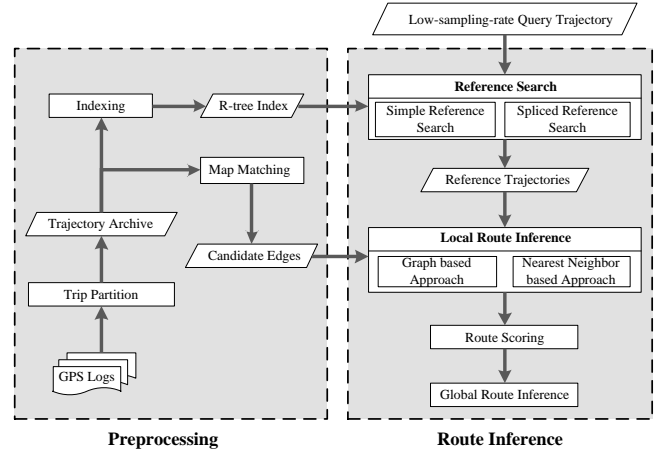 Low-sampling-rate Query Trajectory
Indexing
R-tree Index
Map Matching
Trajectory Archive
Candidate Edges
Trip Partition
GPS Logs
Preprocessing
Reference Search
Simple Reference
Search
Spliced Reference
Search
Reference Trajectories
Local Route Inference
Graph based
Approach
Nearest Neighbor
based Approach
Route Scoring
Global Route Inference
Route Inference